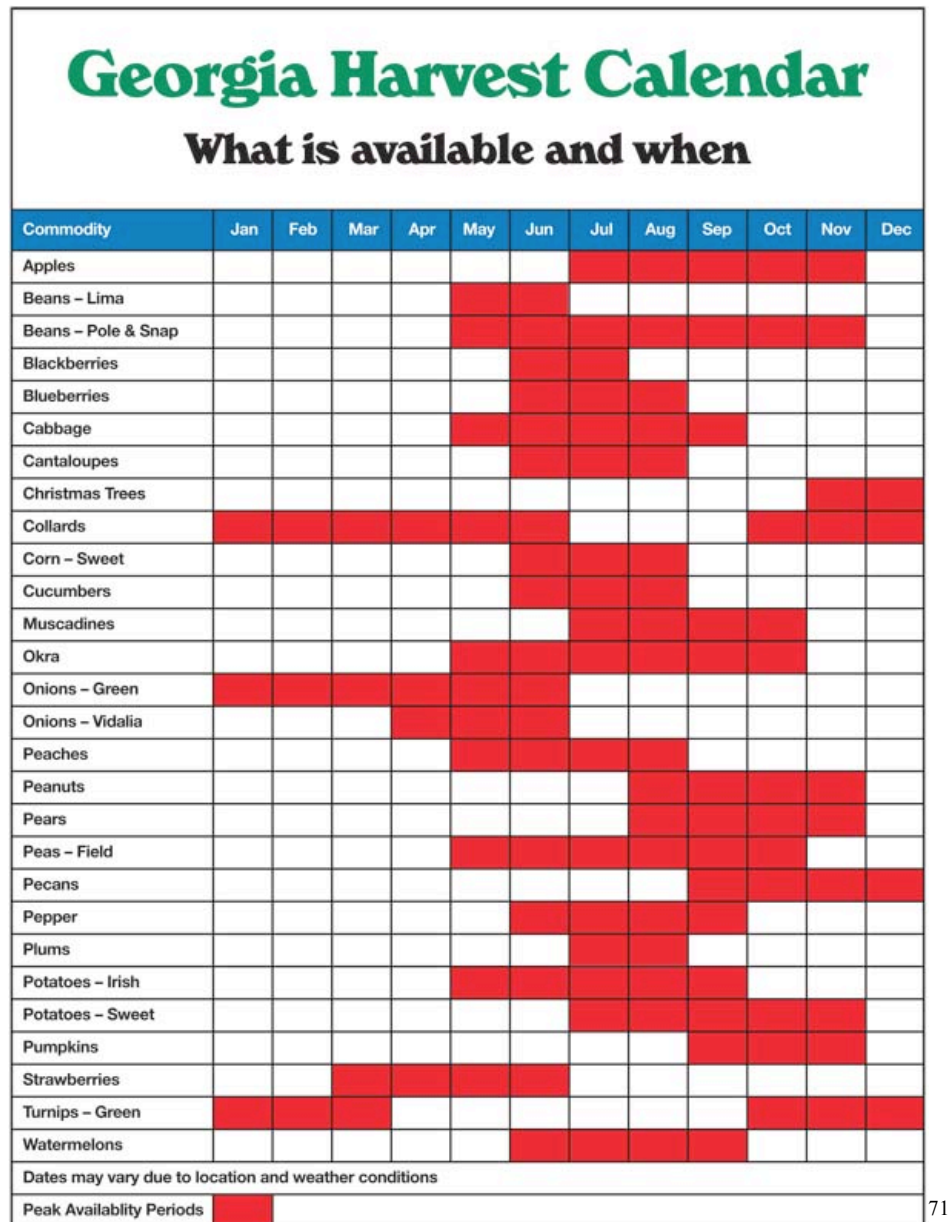 Georgia Harvest Calendar
What is available and when
Commodity Jan Feb Mar Apr May Jun Jul Aug Sep Oct Nov Dec
Apples
Beans – Lima
Beans – Pole & Snap
Blackberries
Blueberries
Cabbage
Cantaloupes
Christmas Trees
Collards
Corn – Sweet
Cucumbers
Muscadines
Okra
Onions – Green
Onions – Vidalia
Peaches
Peanuts
Pears
Peas – Field
Pecans
Pepper
Plums
Potatoes – Irish
Potatoes – Sweet
Pumpkins
Strawberries
Turnips – Green
Watermelons
Dates may vary due to location and weather conditions
Peak Availablity Periods
71